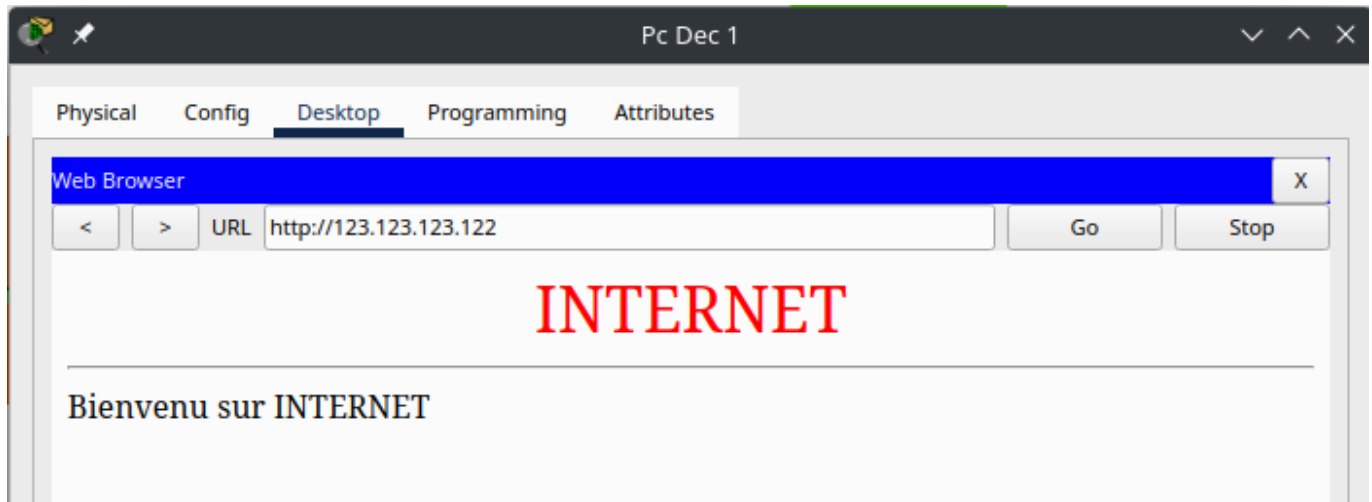 Pc Dec 1
Physical Config Desktop Programming Attributes
Web Browser X
< > URL http://123.123.123.122 Go Stop
INTERNET
Bienvenu sur INTERNET